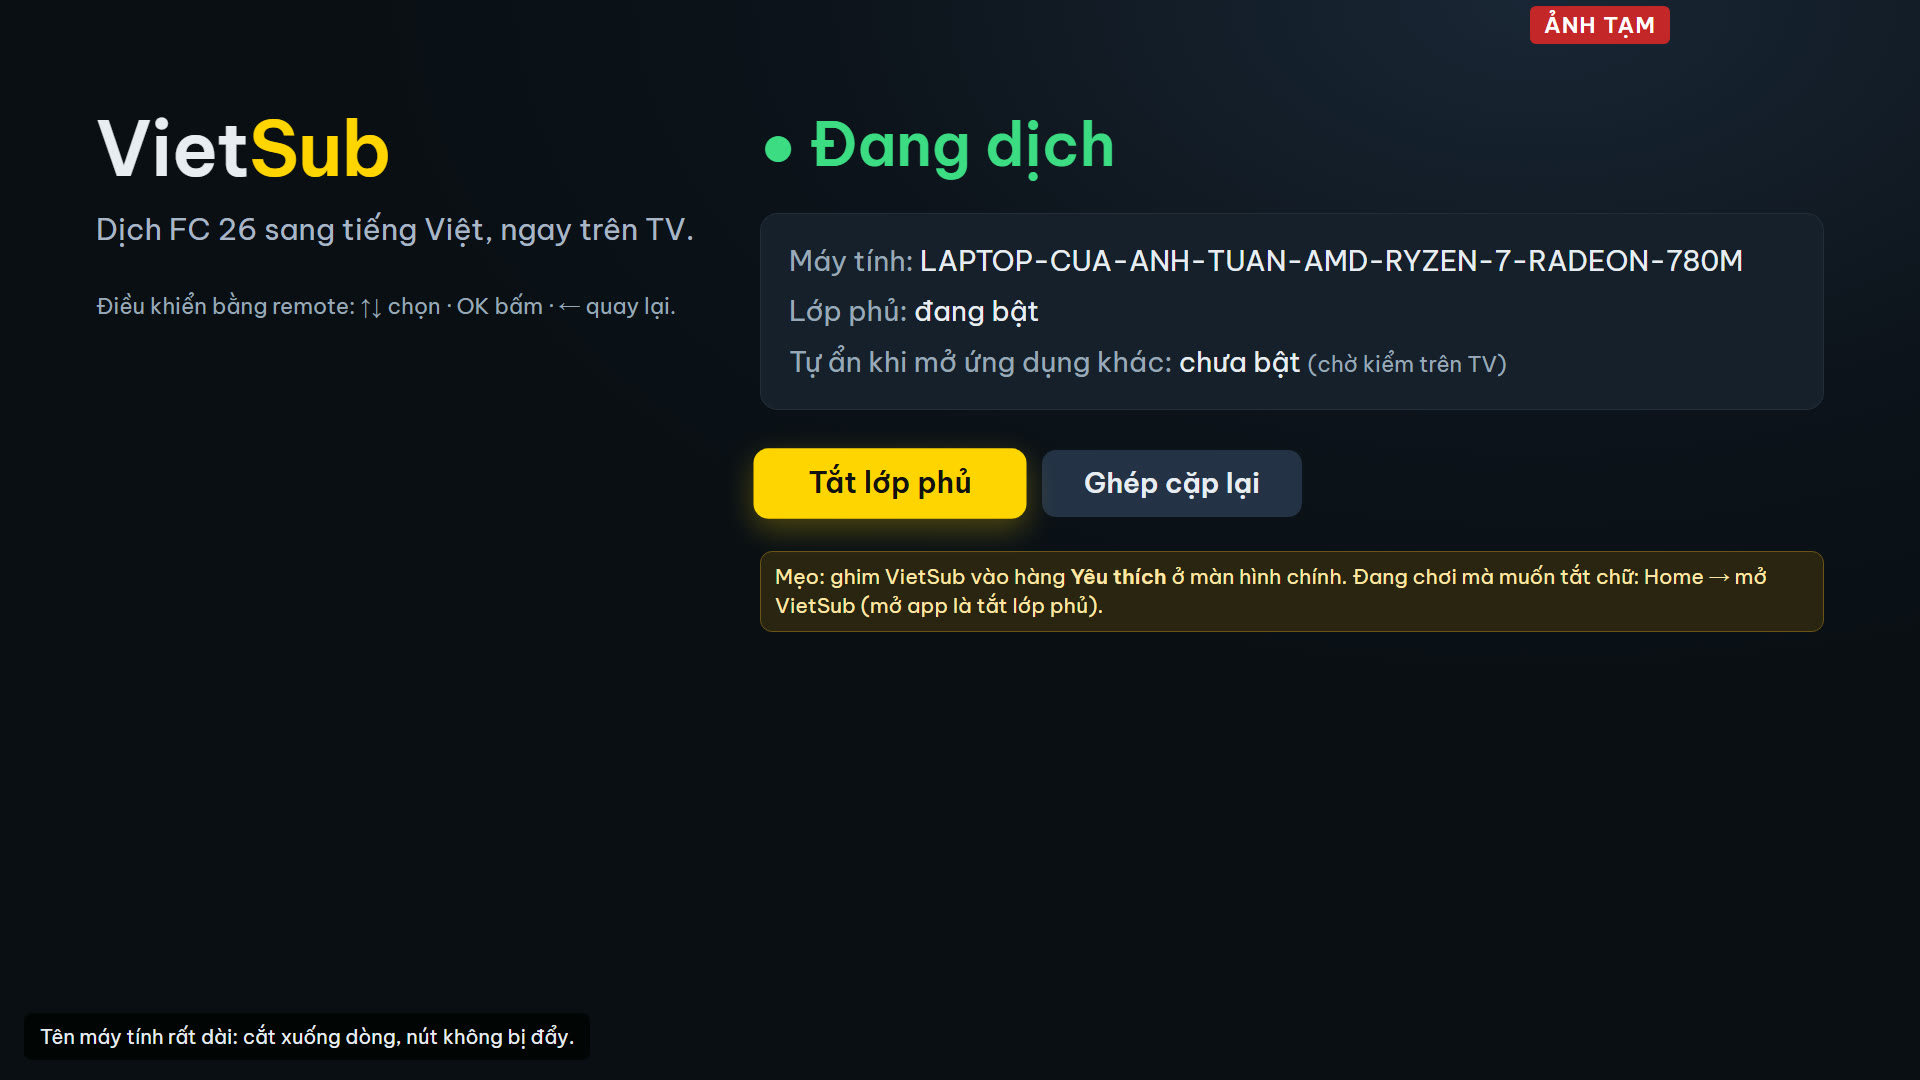 ẢNH TẠM
VietSub
Dịch FC 26 sang tiếng Việt, ngay trên TV.
Điều khiển bằng remote: ↑↓ chọn · OK bấm · ← quay lại.
● Đang dịch
Máy tính: LAPTOP-CUA-ANH-TUAN-AMD-RYZEN-7-RADEON-780M
Lớp phủ: đang bật
Tự ẩn khi mở ứng dụng khác: chưa bật (chờ kiểm trên TV)
Tắt lớp phủ
Ghép cặp lại
Mẹo: ghim VietSub vào hàng Yêu thích ở màn hình chính. Đang chơi mà muốn tắt chữ: Home → mở
VietSub (mở app là tắt lớp phủ).
Tên máy tính rất dài: cắt xuống dòng, nút không bị đẩy.